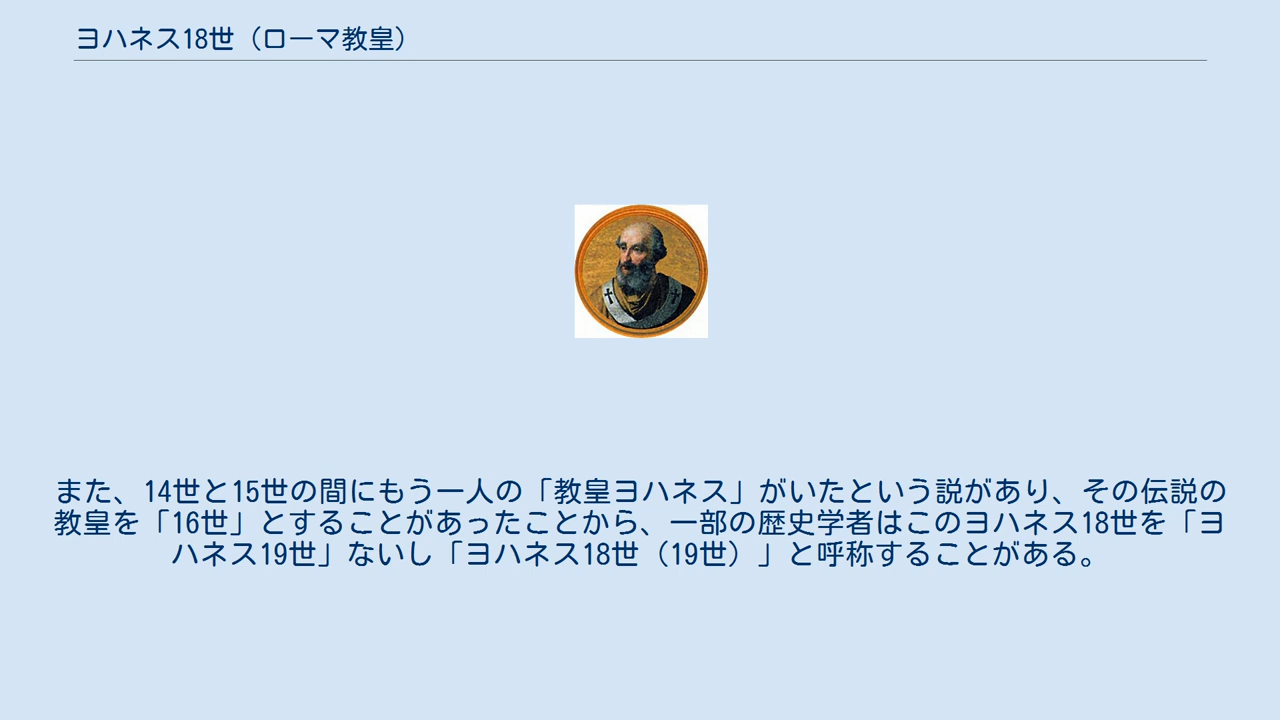 ヨハネス18世（ローマ教皇）
また、14世と15世の間にもう一人の「教皇ヨハネス」がいたという説があり、その伝説の
教皇を「16世」とすることがあったことから、一部の歴史学者はこのヨハネス18世を「ヨ
ハネス19世」ないし「ヨハネス18世（19世）」と呼称することがある。